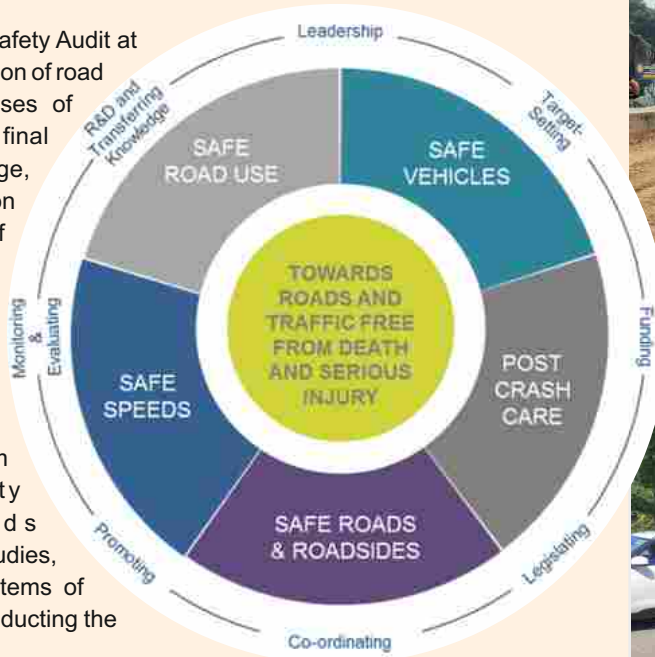 afety Audit at
on of road
ses of
final
ge,
on
f
n
ty
ds
udies,
tems of
ducting the
Leadership
Target-
Setting
Funding
Legislating
Co-ordinating
Promoting
Monitoring
&
Evaluating
R&D and
Transferring
Knowledge
SAFE
ROAD USE
SAFE
VEHICLES
POST
CRASH
CARE
SAFE ROADS
& ROADSIDES
SAFE
SPEEDS
TOWARDS
ROADS AND
TRAFFIC FREE
FROM DEATH
AND SERIOUS
INJURY